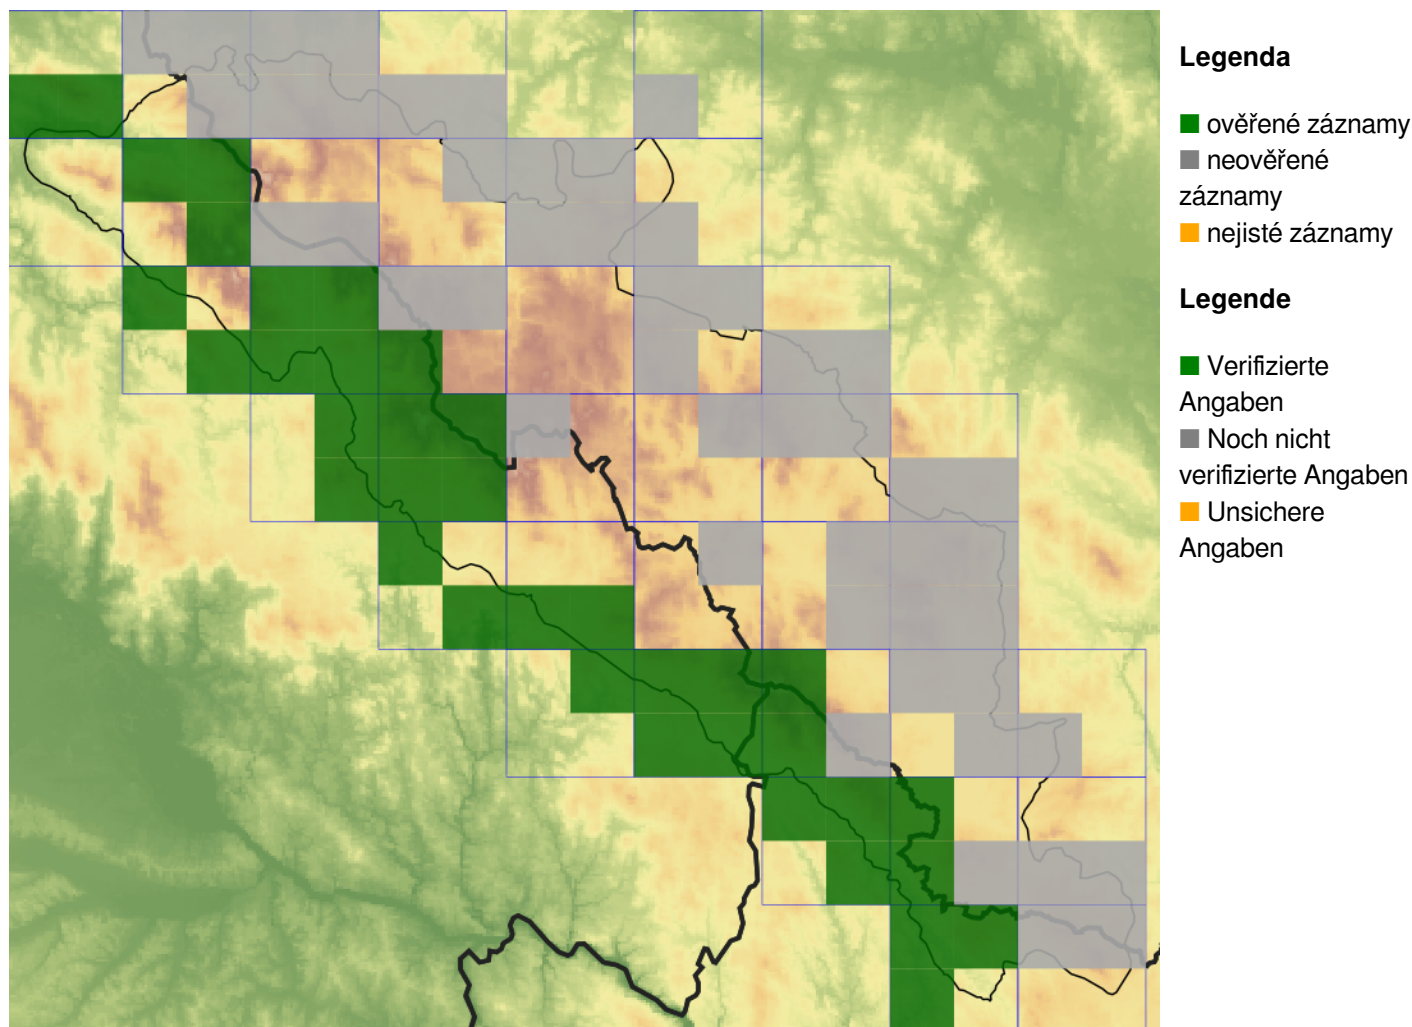 Legenda
ověřené záznamy
neověřené
záznamy
nejisté záznamy
Legende
Verifizierte
Angaben
Noch nicht
verifizierte Angaben
Unsichere
Angaben